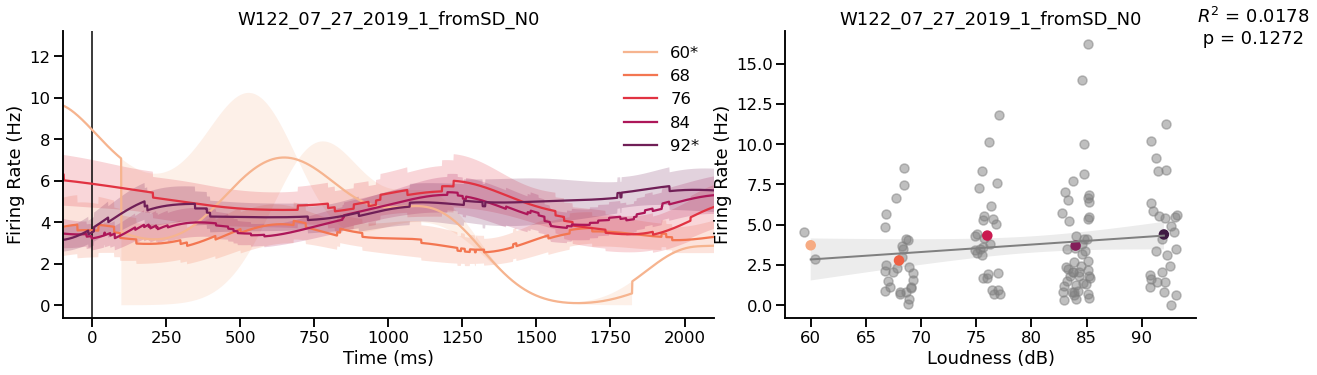 W122_07_27_2019_1_fromSD_N0
12
10
8
6
4
2
0
Firing Rate (Hz)
0 250 500 750 1000 1250 1500 1750 2000
Time (ms)
60*
68
76
84
92*
W122_07_27_2019_1_fromSD_N0
R² = 0.0178
p = 0.1272
15.0
12.5
10.0
7.5
5.0
2.5
0.0
Firing Rate (Hz)
60 65 70 75 80 85 90
Loudness (dB)